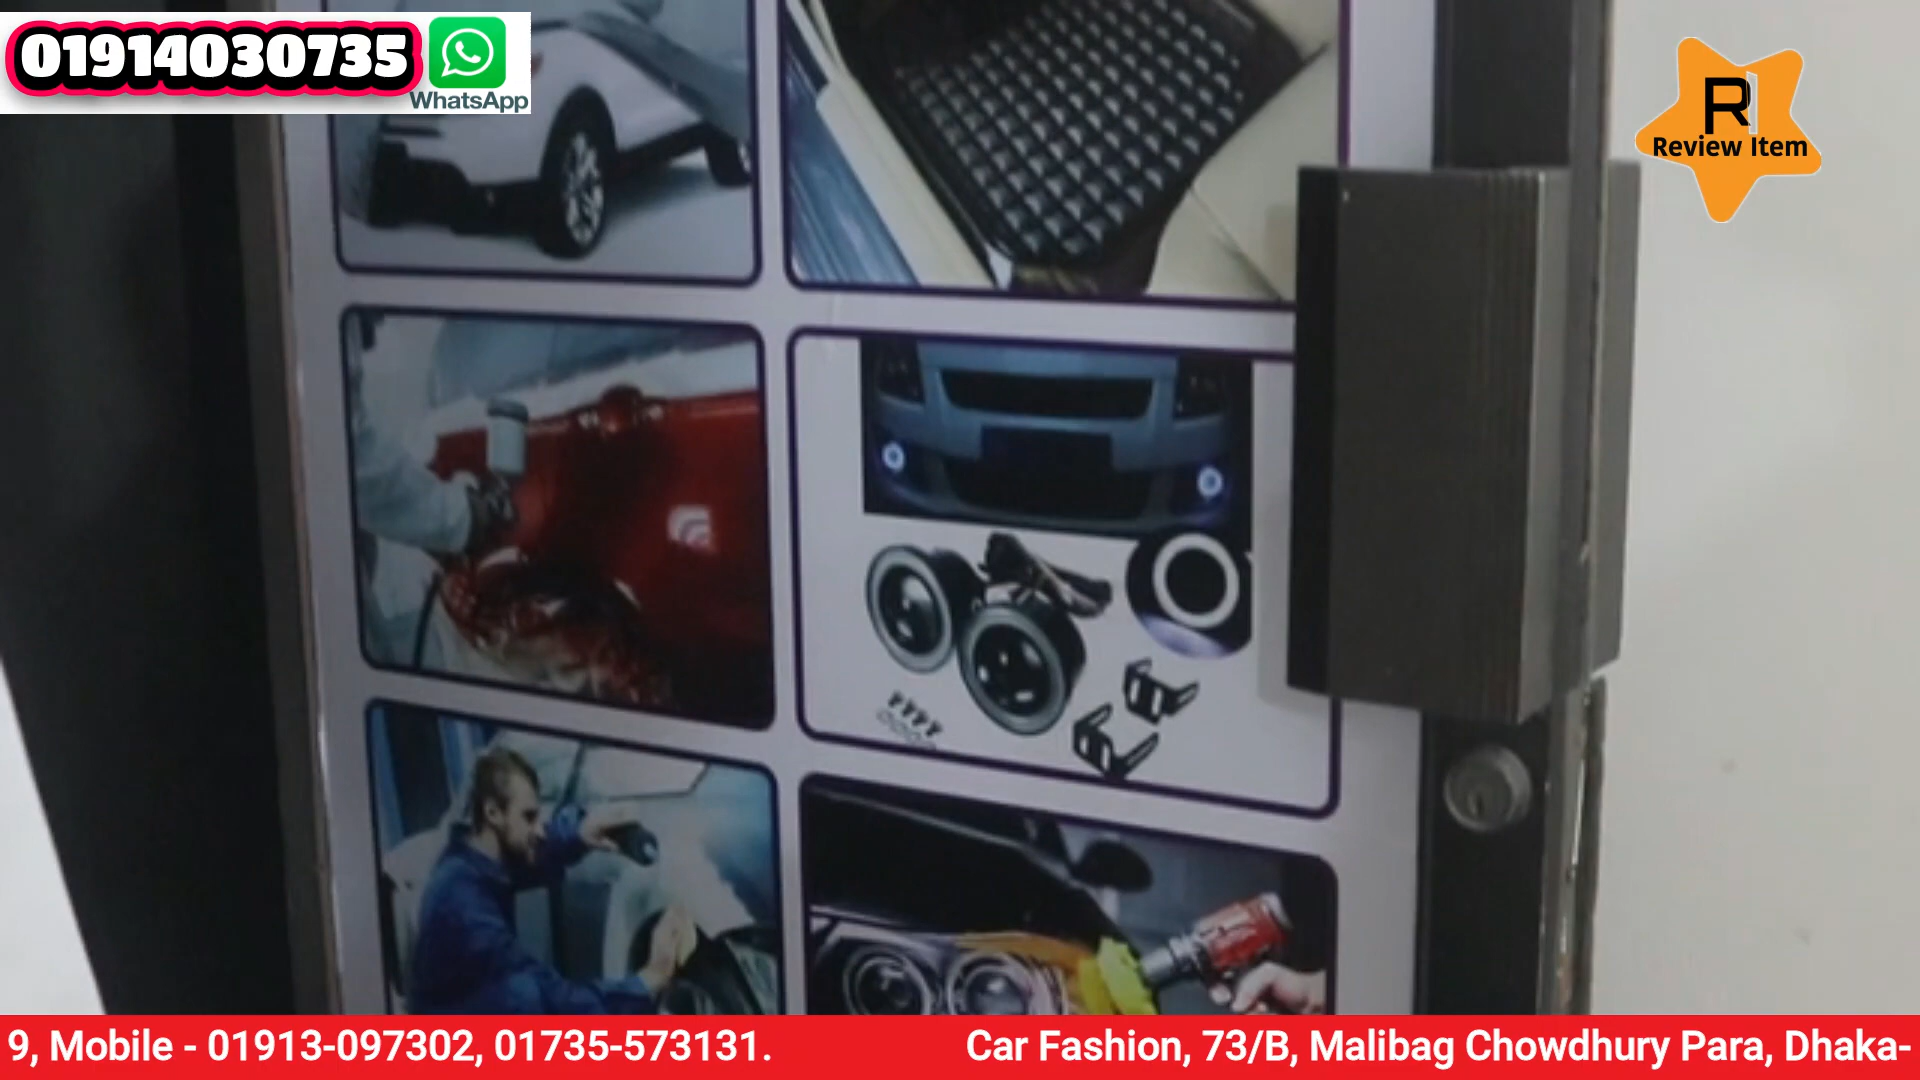 01914030735
WhatsApp
R
Review Item
9, Mobile - 01913-097302, 01735-573131.
Car Fashion, 73/B, Malibag Chowdhury Para, Dhaka-